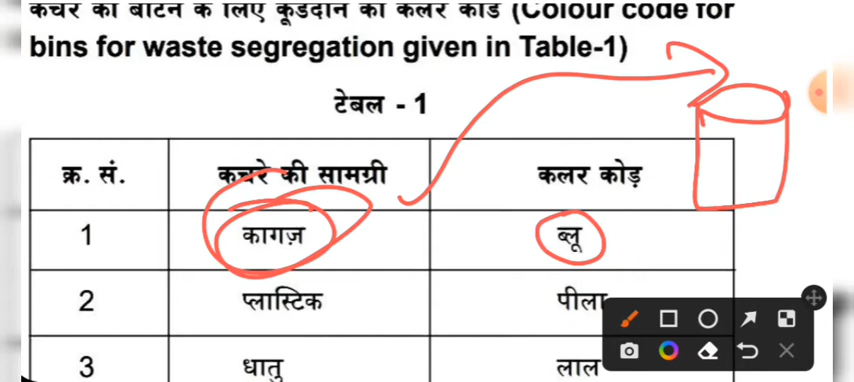 कचरे को बांटने के लिए कूड़ेदान का कलर कोड (Colour code for
bins for waste segregation given in Table-1)
टेबल - 1
क्र. सं. कचरे की सामग्री कलर कोड़
1 कागज़ ब्लू
2 प्लास्टिक पीला
3 धातु लाल